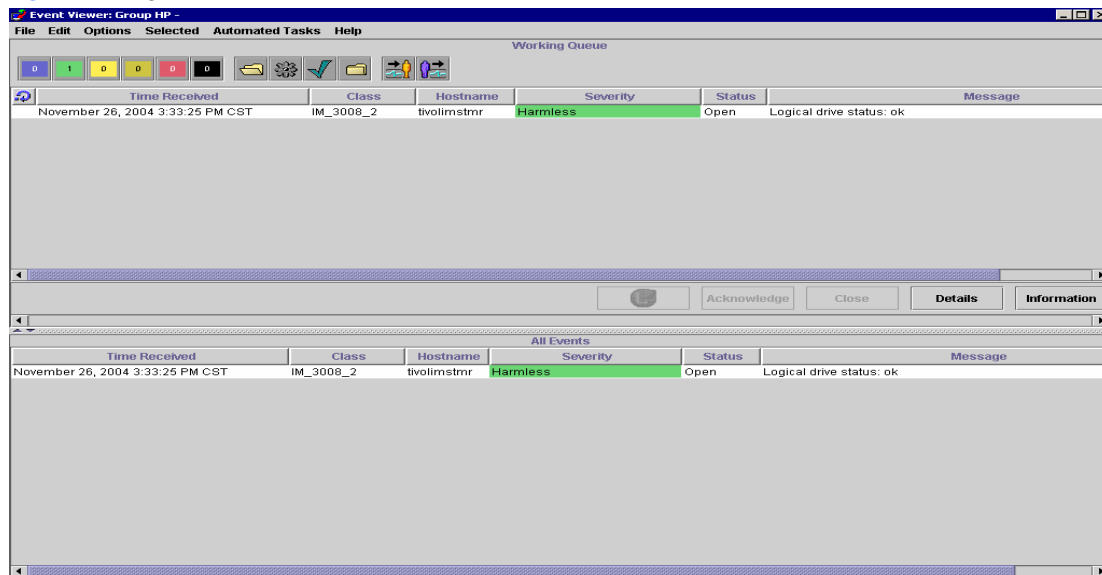 Event Viewer: Group HP -
File Edit Options Selected Automated Tasks Help
Working Queue
0 1 0 0 0 0
Time Received Class Hostname Severity Status Message
November 26, 2004 3:33:25 PM CST IM_3008_2 tivolimstmr Harmless Open Logical drive status: ok
Acknowledge Close Details Information
All Events
Time Received Class Hostname Severity Status Message
November 26, 2004 3:33:25 PM CST IM_3008_2 tivolimstmr Harmless Open Logical drive status: ok